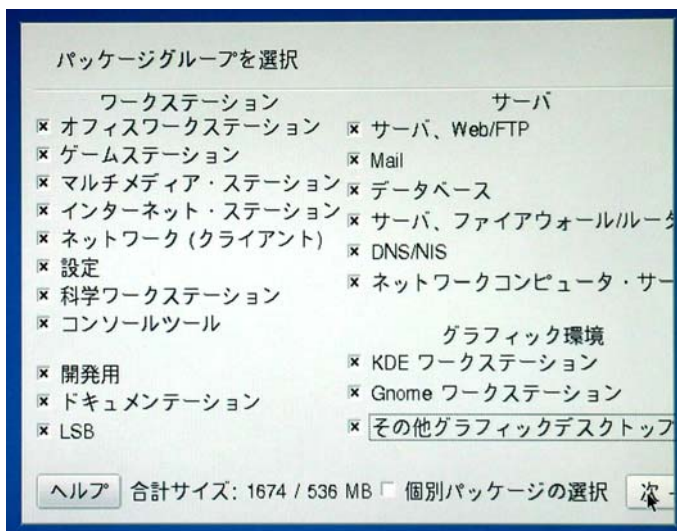 パッケージグループを選択
ワークステーション
オフィスワークステーション
ゲームステーション
マルチメディア・ステーション
インターネット・ステーション
ネットワーク (クライアント)
設定
科学ワークステーション
コンソールツール
開発用
ドキュメンテーション
LSB
サーバ
サーバ、Web/FTP
Mail
データベース
サーバ、ファイアウォール/ルータ
DNS/NIS
ネットワークコンピュータ・サー
グラフィック環境
KDE ワークステーション
Gnome ワークステーション
その他グラフィックデスクトップ
ヘルプ 合計サイズ: 1674 / 536 MB 個別パッケージの選択 次